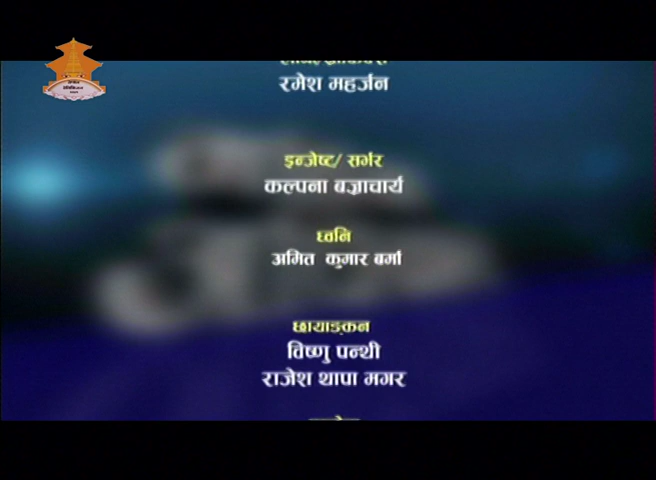 रमेश महर्जन
इन्जेष्ट/ सर्भर
कल्पना बज्राचार्य
ध्वनि
अमित कुमार बर्मा
छायाङ्कन
विष्णु पन्थी
राजेश थापा मगर